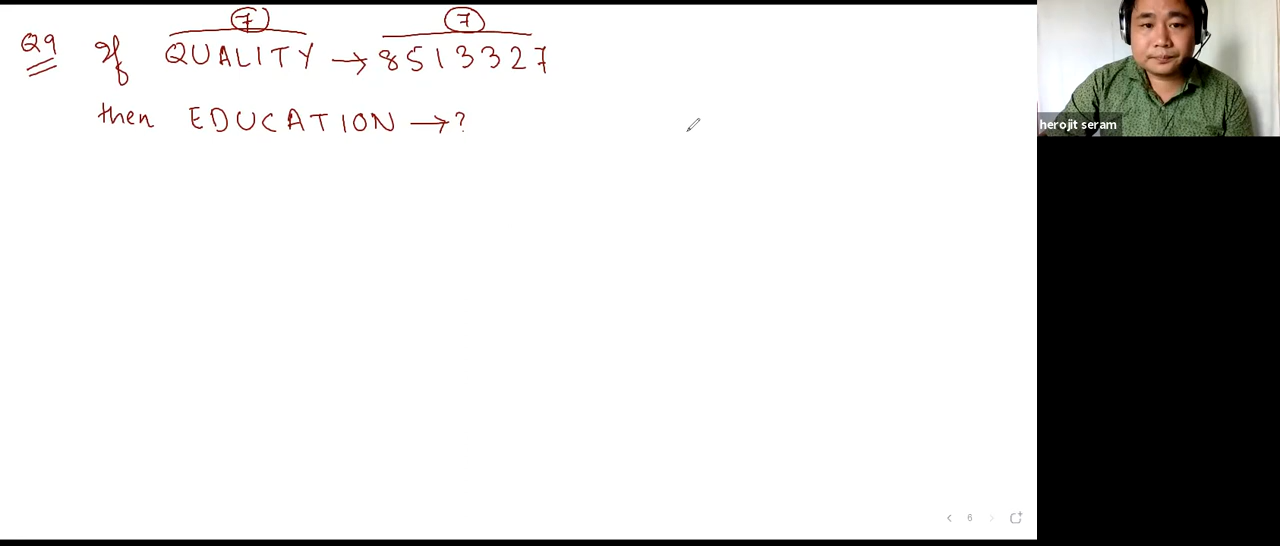 7 7
Q9 If QUALITY → 8513327
then EDUCATION → ?
herojit seram
6